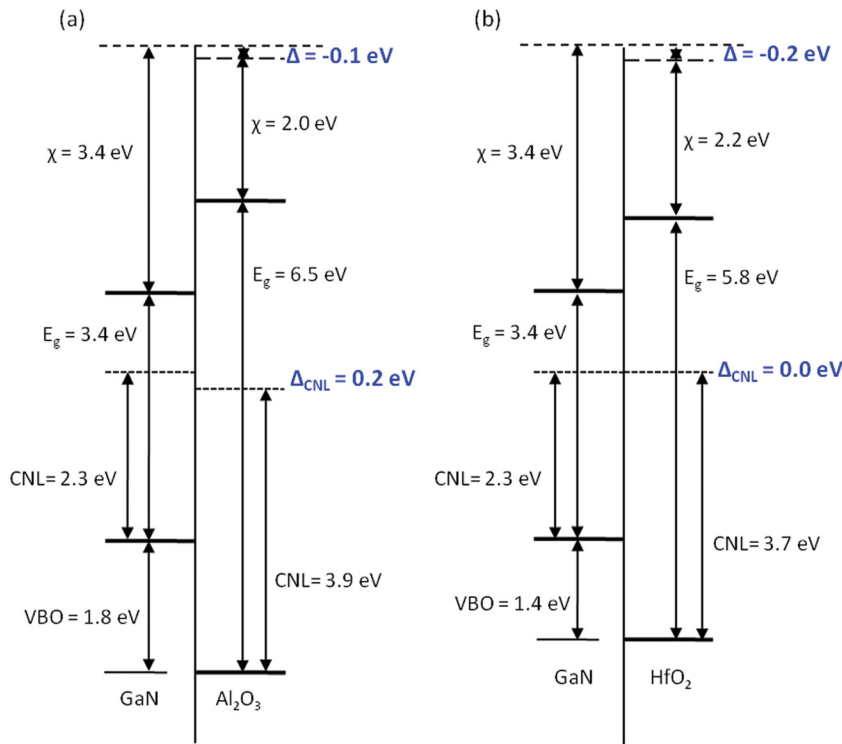 (a)
Δ = -0.1 eV
χ = 2.0 eV
χ = 3.4 eV
E_g = 6.5 eV
E_g = 3.4 eV
Δ_CNL = 0.2 eV
CNL= 2.3 eV
CNL= 3.9 eV
VBO = 1.8 eV
GaN
Al₂O₃
(b)
Δ = -0.2 eV
χ = 2.2 eV
χ = 3.4 eV
E_g = 5.8 eV
E_g = 3.4 eV
Δ_CNL = 0.0 eV
CNL= 2.3 eV
CNL= 3.7 eV
VBO = 1.4 eV
GaN
HfO₂